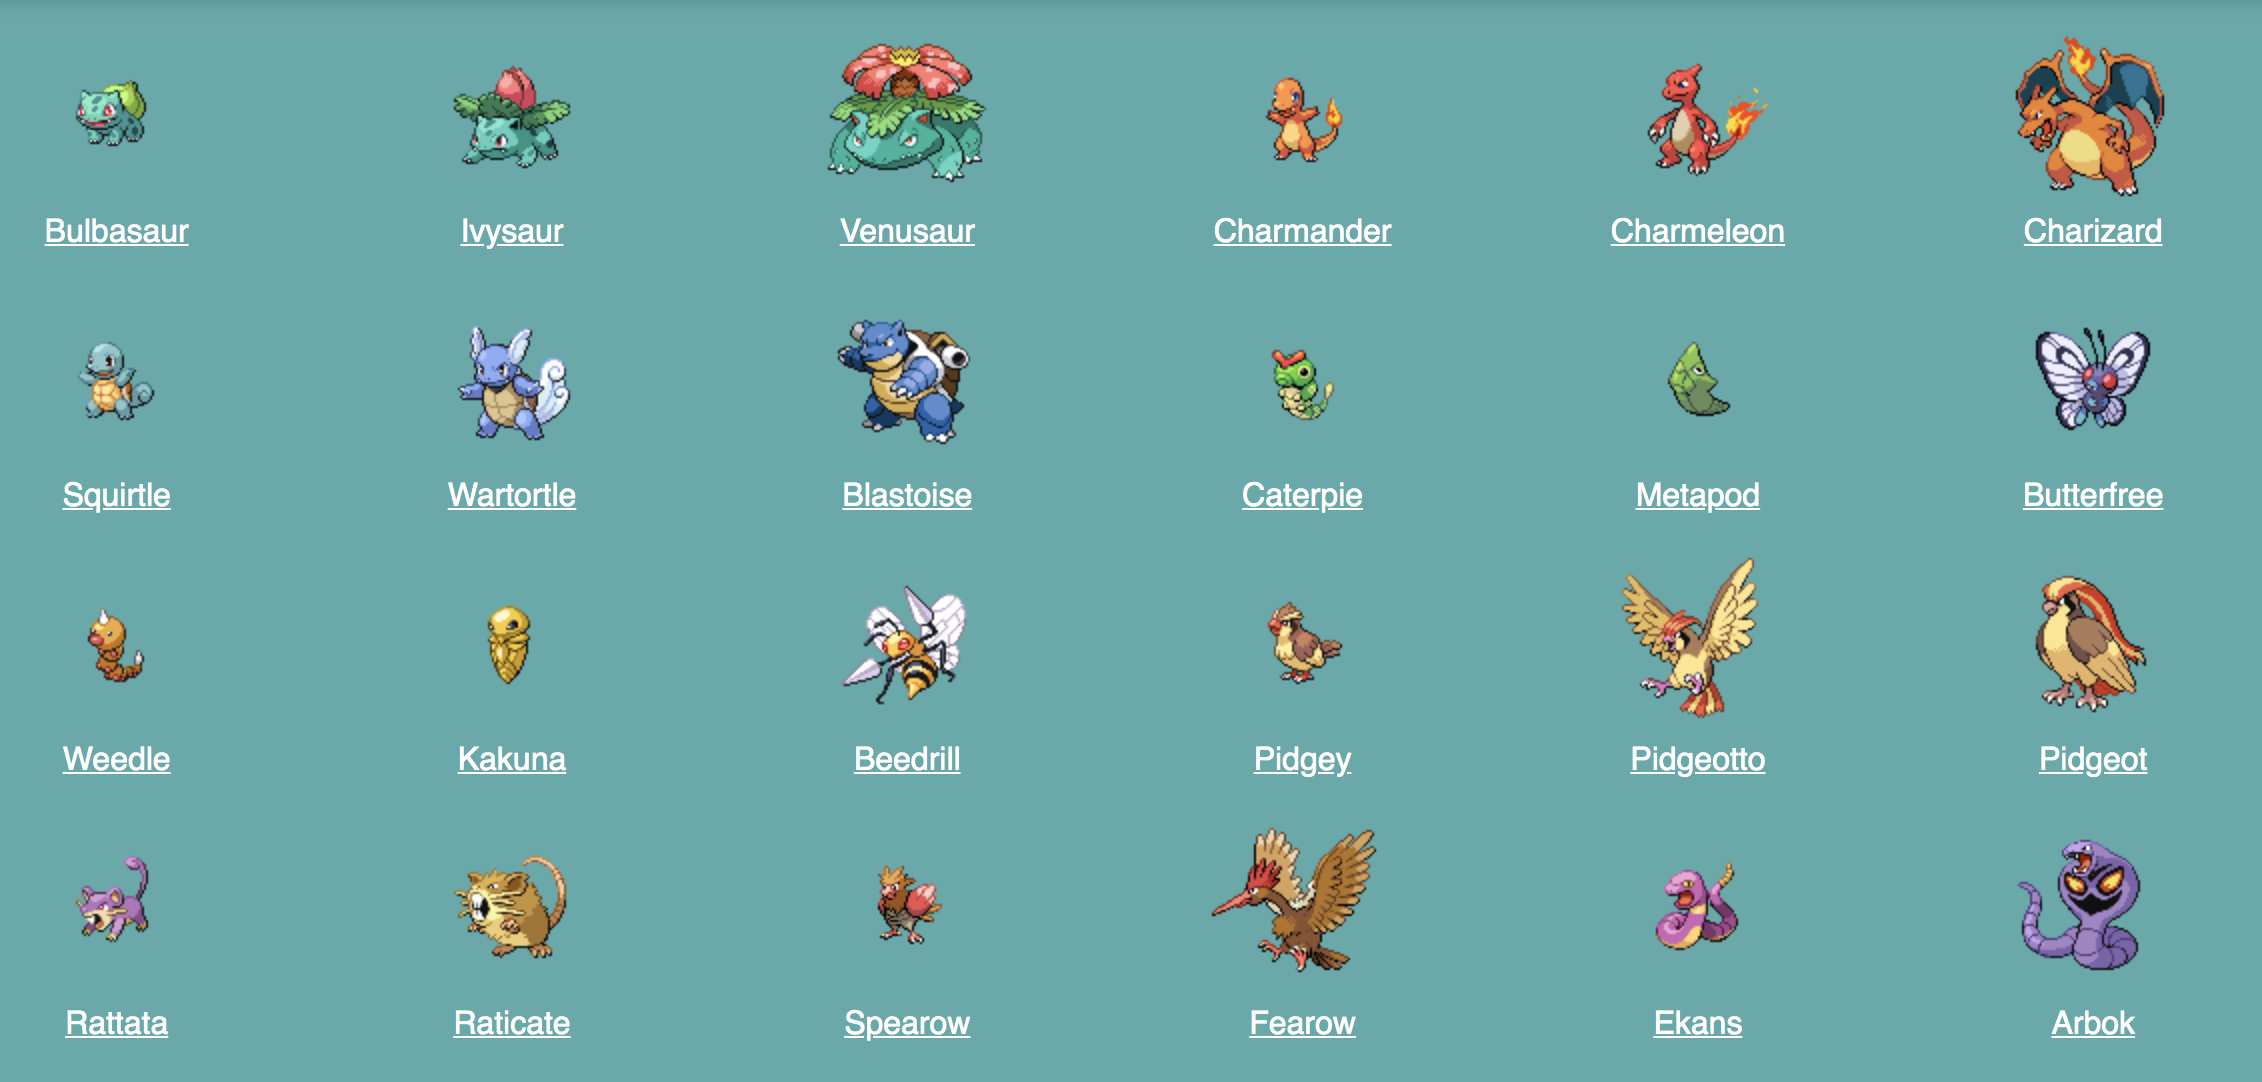 Bulbasaur Ivysaur Venusaur Charmander Charmeleon Charizard
Squirtle Wartortle Blastoise Caterpie Metapod Butterfree
Weedle Kakuna Beedrill Pidgey Pidgeotto Pidgeot
Rattata Raticate Spearow Fearow Ekans Arbok